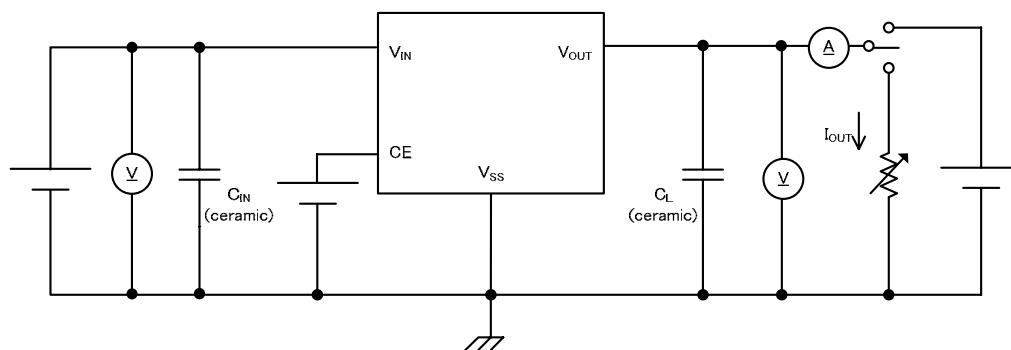 VIN
VOUT
A
CE
IOUT
V
VSS
V
CIN
(ceramic)
CL
(ceramic)